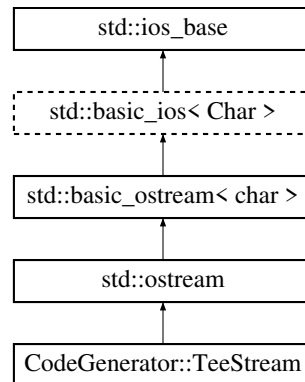 std::ios_base
std::basic_ios< Char >
std::basic_ostream< char >
std::ostream
CodeGenerator::TeeStream